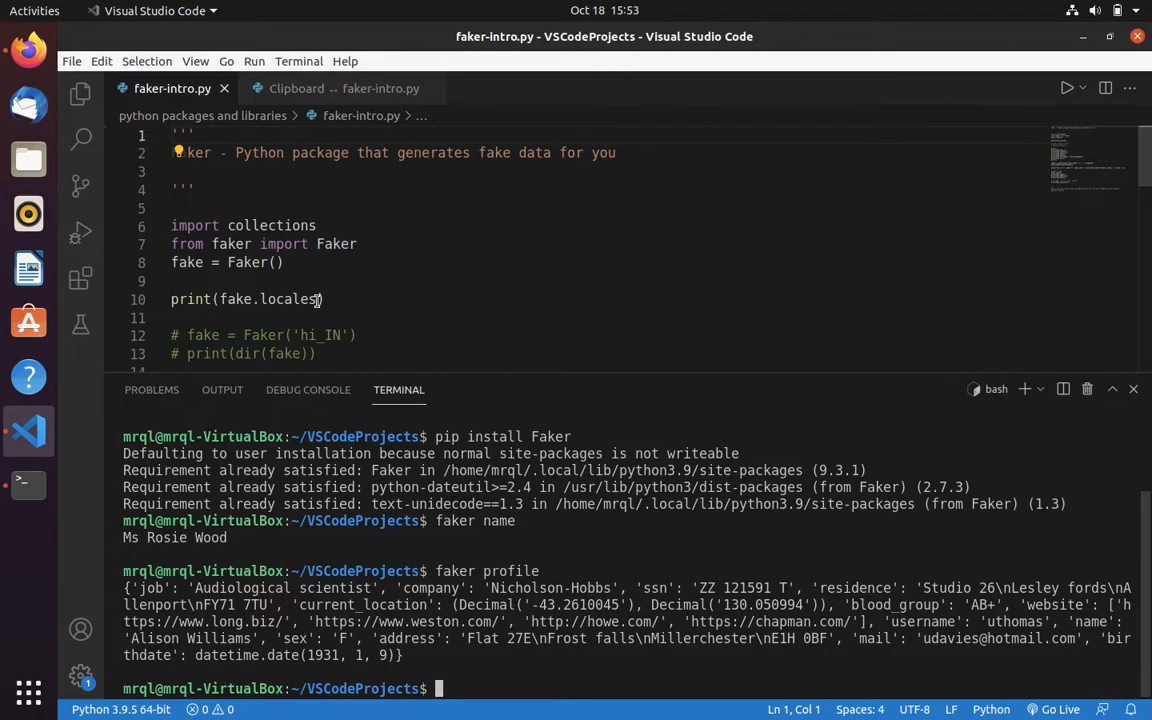 Activities Visual Studio Code Oct 18 15:53
faker-intro.py - VSCodeProjects - Visual Studio Code
File Edit Selection View Go Run Terminal Help
faker-intro.py Clipboard ↔ faker-intro.py
python packages and libraries > faker-intro.py > ...
1 '''
2 ker - Python package that generates fake data for you
3
4 '''
5
6 import collections
7 from faker import Faker
8 fake = Faker()
9
10 print(fake.locales)
11
12 # fake = Faker('hi_IN')
13 # print(dir(fake))
PROBLEMS OUTPUT DEBUG CONSOLE TERMINAL bash
mrql@mrql-VirtualBox:~/VSCodeProjects$ pip install Faker
Defaulting to user installation because normal site-packages is not writeable
Requirement already satisfied: Faker in /home/mrql/.local/lib/python3.9/site-packages (9.3.1)
Requirement already satisfied: python-dateutil>=2.4 in /usr/lib/python3/dist-packages (from Faker) (2.7.3)
Requirement already satisfied: text-unidecode==1.3 in /home/mrql/.local/lib/python3.9/site-packages (from Faker) (1.3)
mrql@mrql-VirtualBox:~/VSCodeProjects$ faker name
Ms Rosie Wood
mrql@mrql-VirtualBox:~/VSCodeProjects$ faker profile
{'job': 'Audiological scientist', 'company': 'Nicholson-Hobbs', 'ssn': 'ZZ 121591 T', 'residence': 'Studio 26\nLesley fords\nA
llenport\nFY71 7TU', 'current_location': (Decimal('-43.2610045'), Decimal('130.050994')), 'blood_group': 'AB+', 'website': ['h
ttps://www.long.biz/', 'https://www.weston.com/', 'http://howe.com/', 'https://chapman.com/'], 'username': 'uthomas', 'name':
'Alison Williams', 'sex': 'F', 'address': 'Flat 27E\nFrost falls\nMillerchester\nE1H 0BF', 'mail': 'udavies@hotmail.com', 'bir
thdate': datetime.date(1931, 1, 9)}
mrql@mrql-VirtualBox:~/VSCodeProjects$
1
Python 3.9.5 64-bit 0 0 Ln 1, Col 1 Spaces: 4 UTF-8 LF Python Go Live